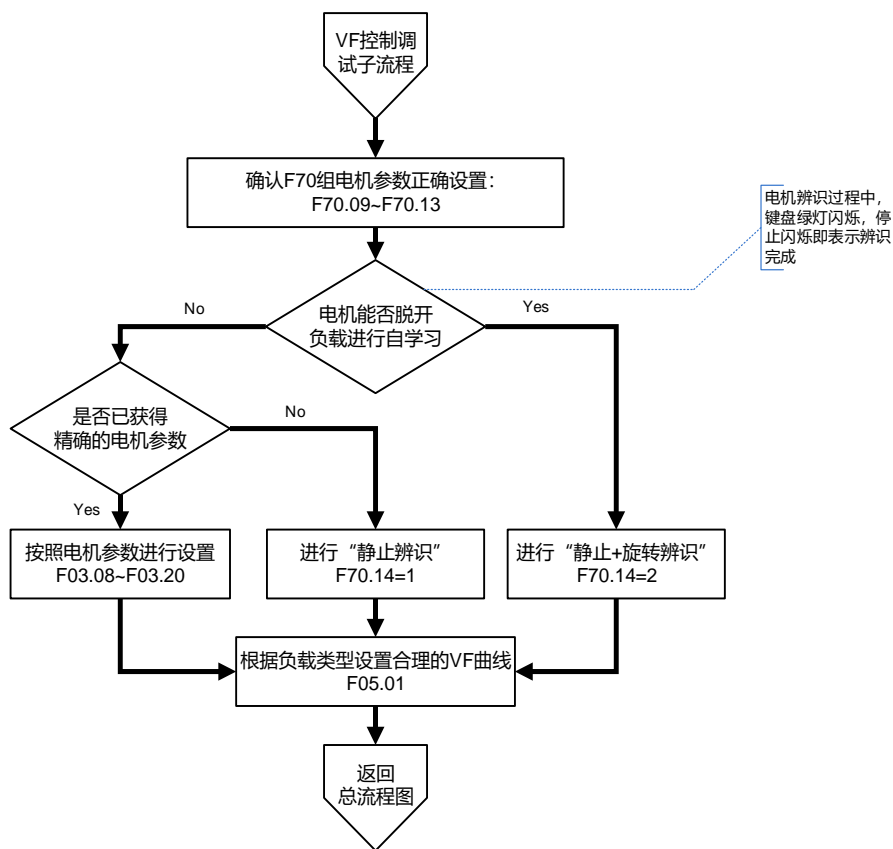 VF控制调
试子流程
确认F70组电机参数正确设置：
F70.09~F70.13
电机辨识过程中，
键盘绿灯闪烁，停
止闪烁即表示辨识
完成
电机能否脱开
负载进行自学习
No
Yes
是否已获得
精确的电机参数
No
Yes
按照电机参数进行设置
F03.08~F03.20
进行“静止辨识”
F70.14=1
进行“静止+旋转辨识”
F70.14=2
根据负载类型设置合理的VF曲线
F05.01
返回
总流程图